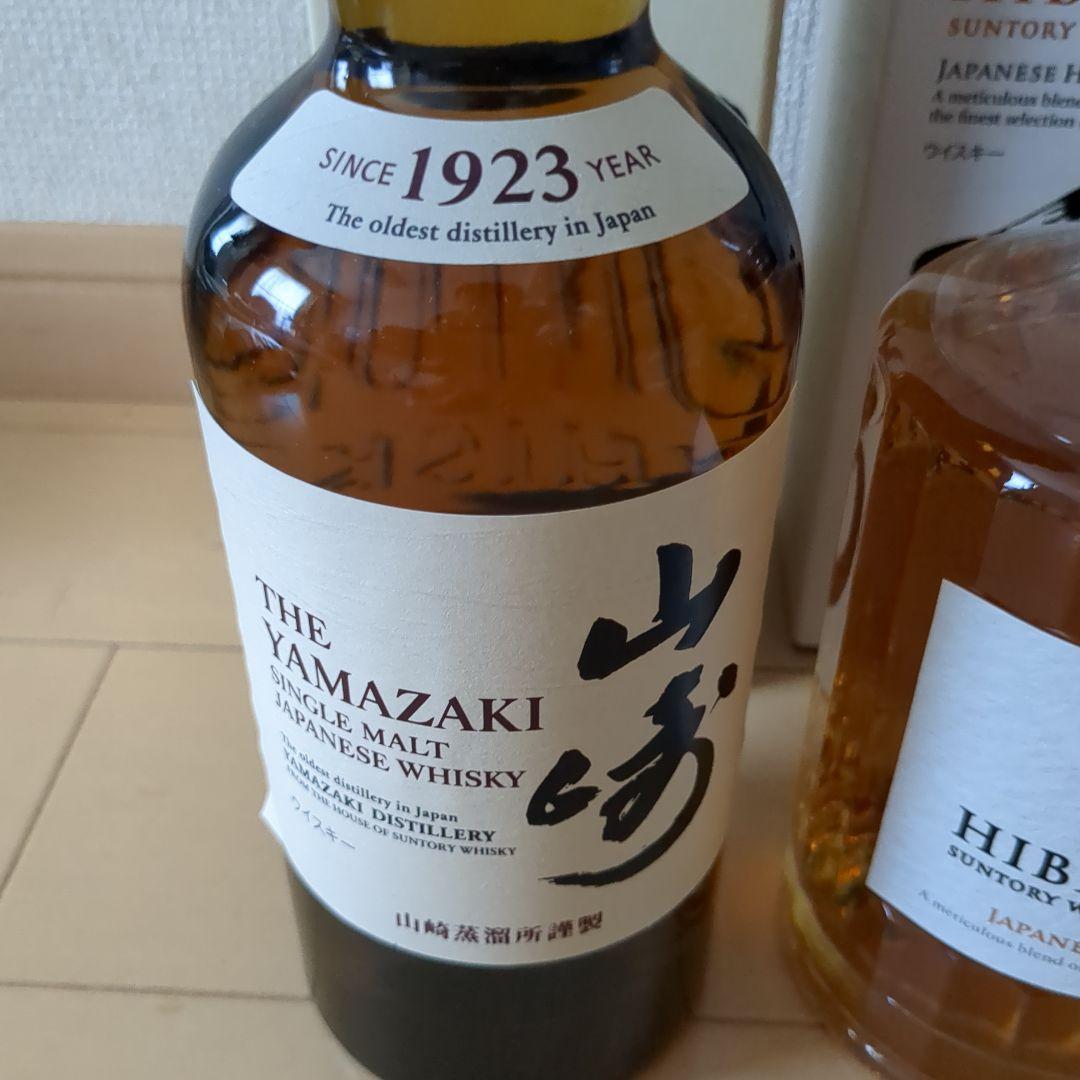 SINCE 1923 YEAR
The oldest distillery in Japan
THE
YAMAZAKI
SINGLE MALT
JAPANESE WHISKY
The oldest distillery in Japan
YAMAZAKI DISTILLERY
FROM THE HOUSE OF SUNTORY WHISKY
ウイスキー
山崎
山崎蒸溜所謹製
SUNTORY
JAPANESE H
A meticulous blend
the finest selection
ウイスキー
HIB
SUNTORY W
JAPANE
A meticulous blend o